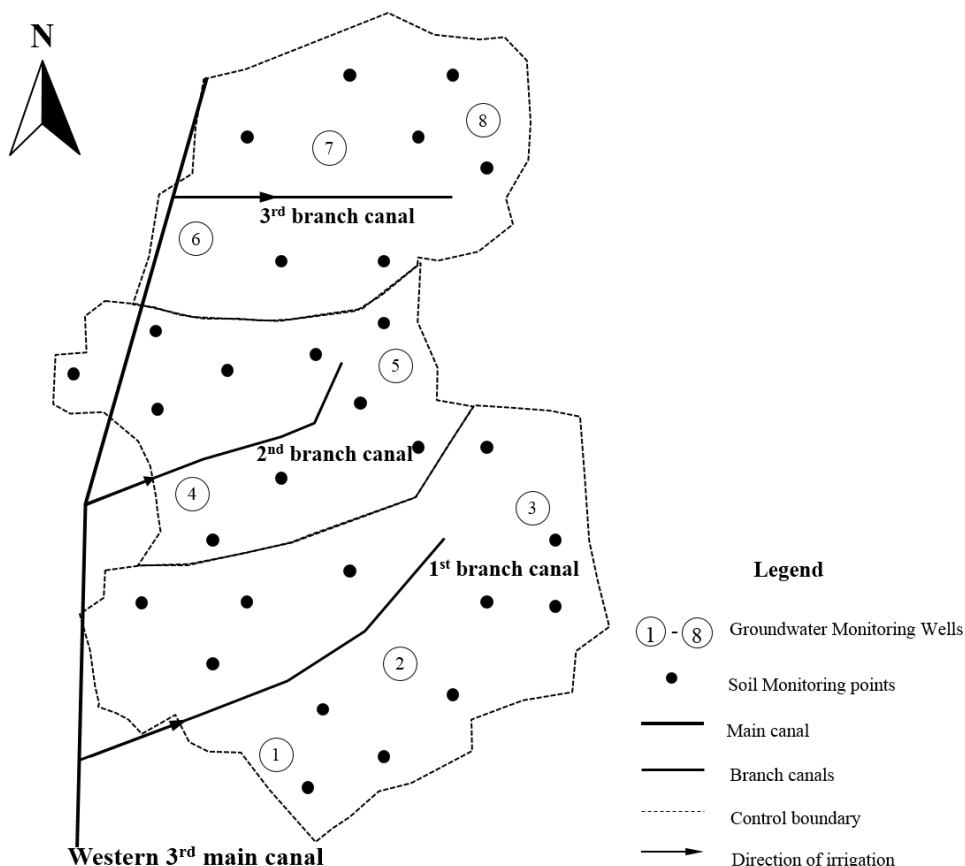 N
8
7
3rd branch canal
6
5
2nd branch canal
4
3
1st branch canal
2
1
Western 3rd main canal
Legend
1 - 8 Groundwater Monitoring Wells
Soil Monitoring points
Main canal
Branch canals
Control boundary
Direction of irrigation